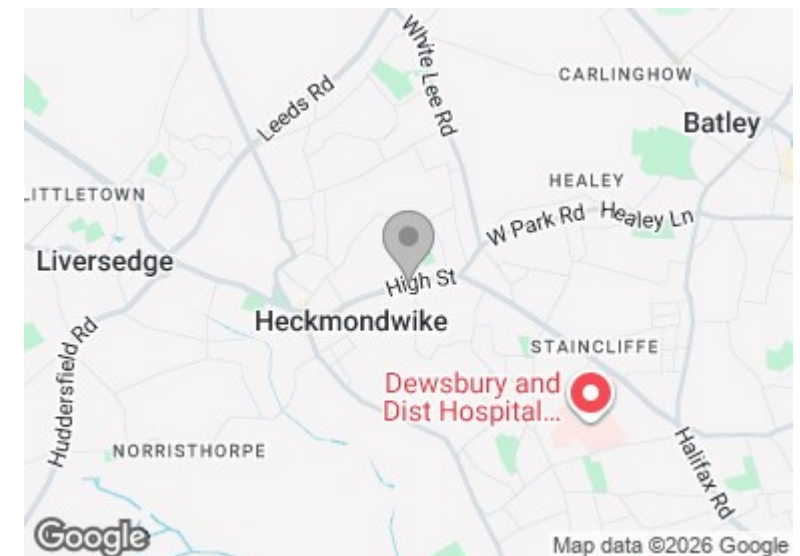 White Lee Rd
CARLINGHOW
Leeds Rd
Batley
LITTLETOWN
HEALEY
W Park Rd
Healey Ln
Liversedge
High St
Heckmondwike
STAINCLIFFE
Huddersfield Rd
Dewsbury and
Dist Hospital...
NORRISTHORPE
Halifax Rd
Google
Map data ©2026 Google